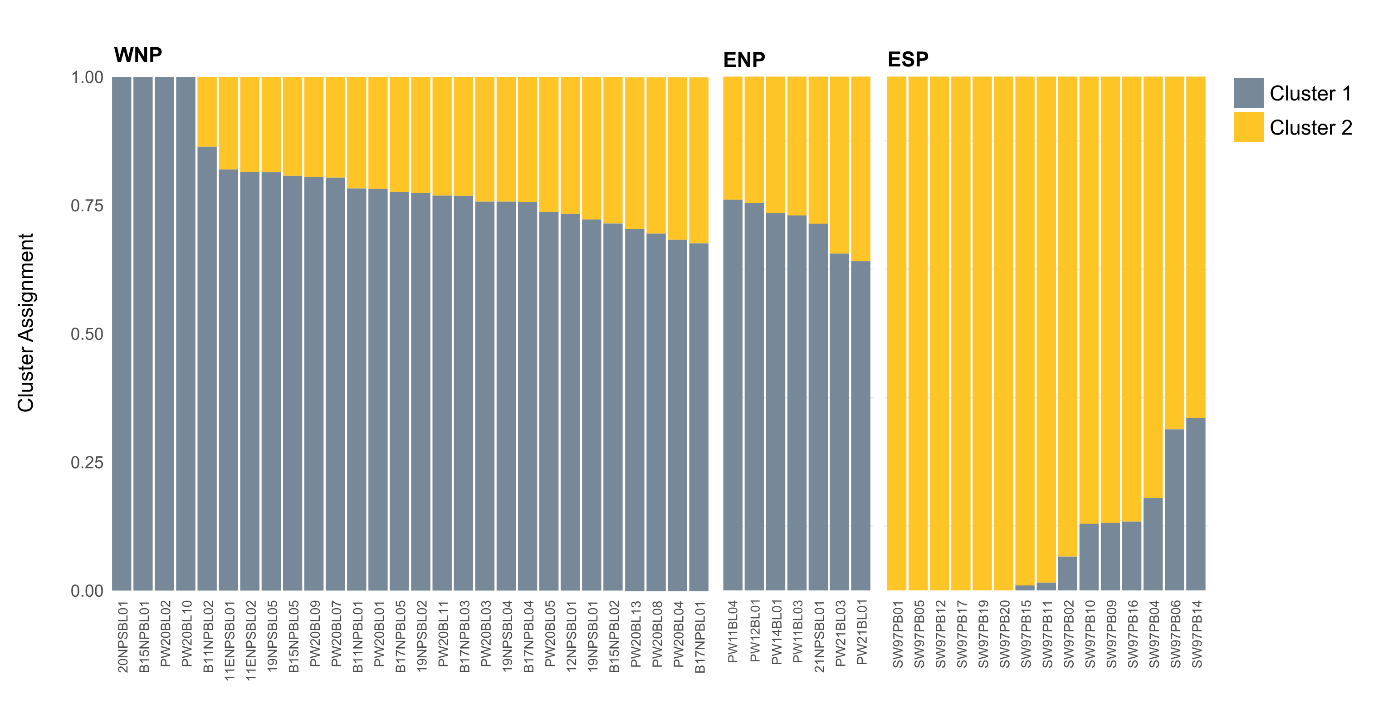 WNP
ENP
ESP
Cluster 1
Cluster 2
Cluster Assignment
1.00
0.75
0.50
0.25
0.00
20NPSBL01
B15NPBL01
PW20BL02
PW20BL10
B11NPBL02
11ENPSBL01
11ENPSBL02
19NPSBL05
B15NPBL05
PW20BL09
PW20BL07
B11NPBL01
PW20BL01
B17NPBL05
19NPSBL02
PW20BL11
B17NPBL03
PW20BL03
19NPSBL04
B17NPBL04
PW20BL05
12NPSBL01
19NPSBL01
B15NPBL02
PW20BL13
PW20BL08
PW20BL04
B17NPBL01
PW11BL04
PW12BL01
PW14BL01
PW11BL03
21NPSBL01
PW21BL03
PW21BL01
SW97PB01
SW97PB05
SW97PB12
SW97PB17
SW97PB19
SW97PB20
SW97PB15
SW97PB11
SW97PB02
SW97PB10
SW97PB09
SW97PB16
SW97PB04
SW97PB06
SW97PB14